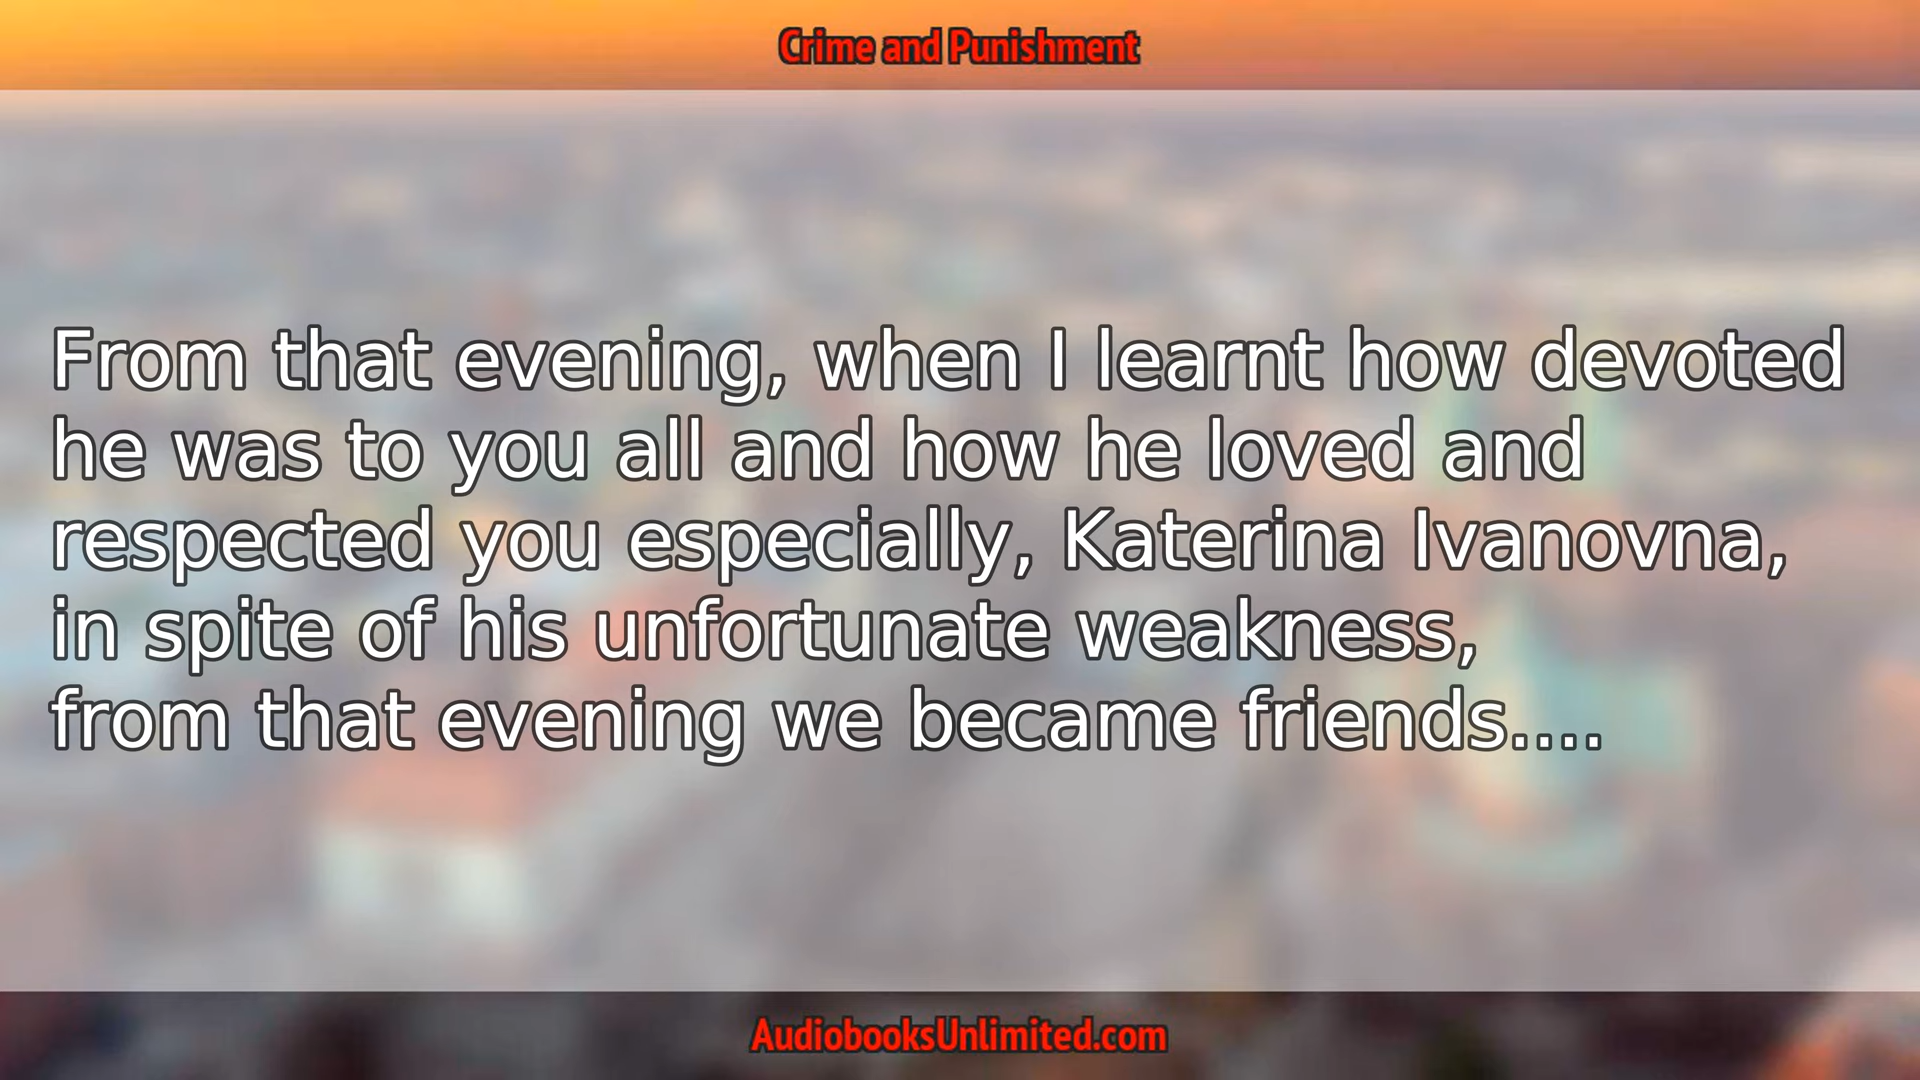 Crime and Punishment
From that evening, when I learnt how devoted
he was to you all and how he loved and
respected you especially, Katerina Ivanovna,
in spite of his unfortunate weakness,
from that evening we became friends....
AudiobooksUnlimited.com